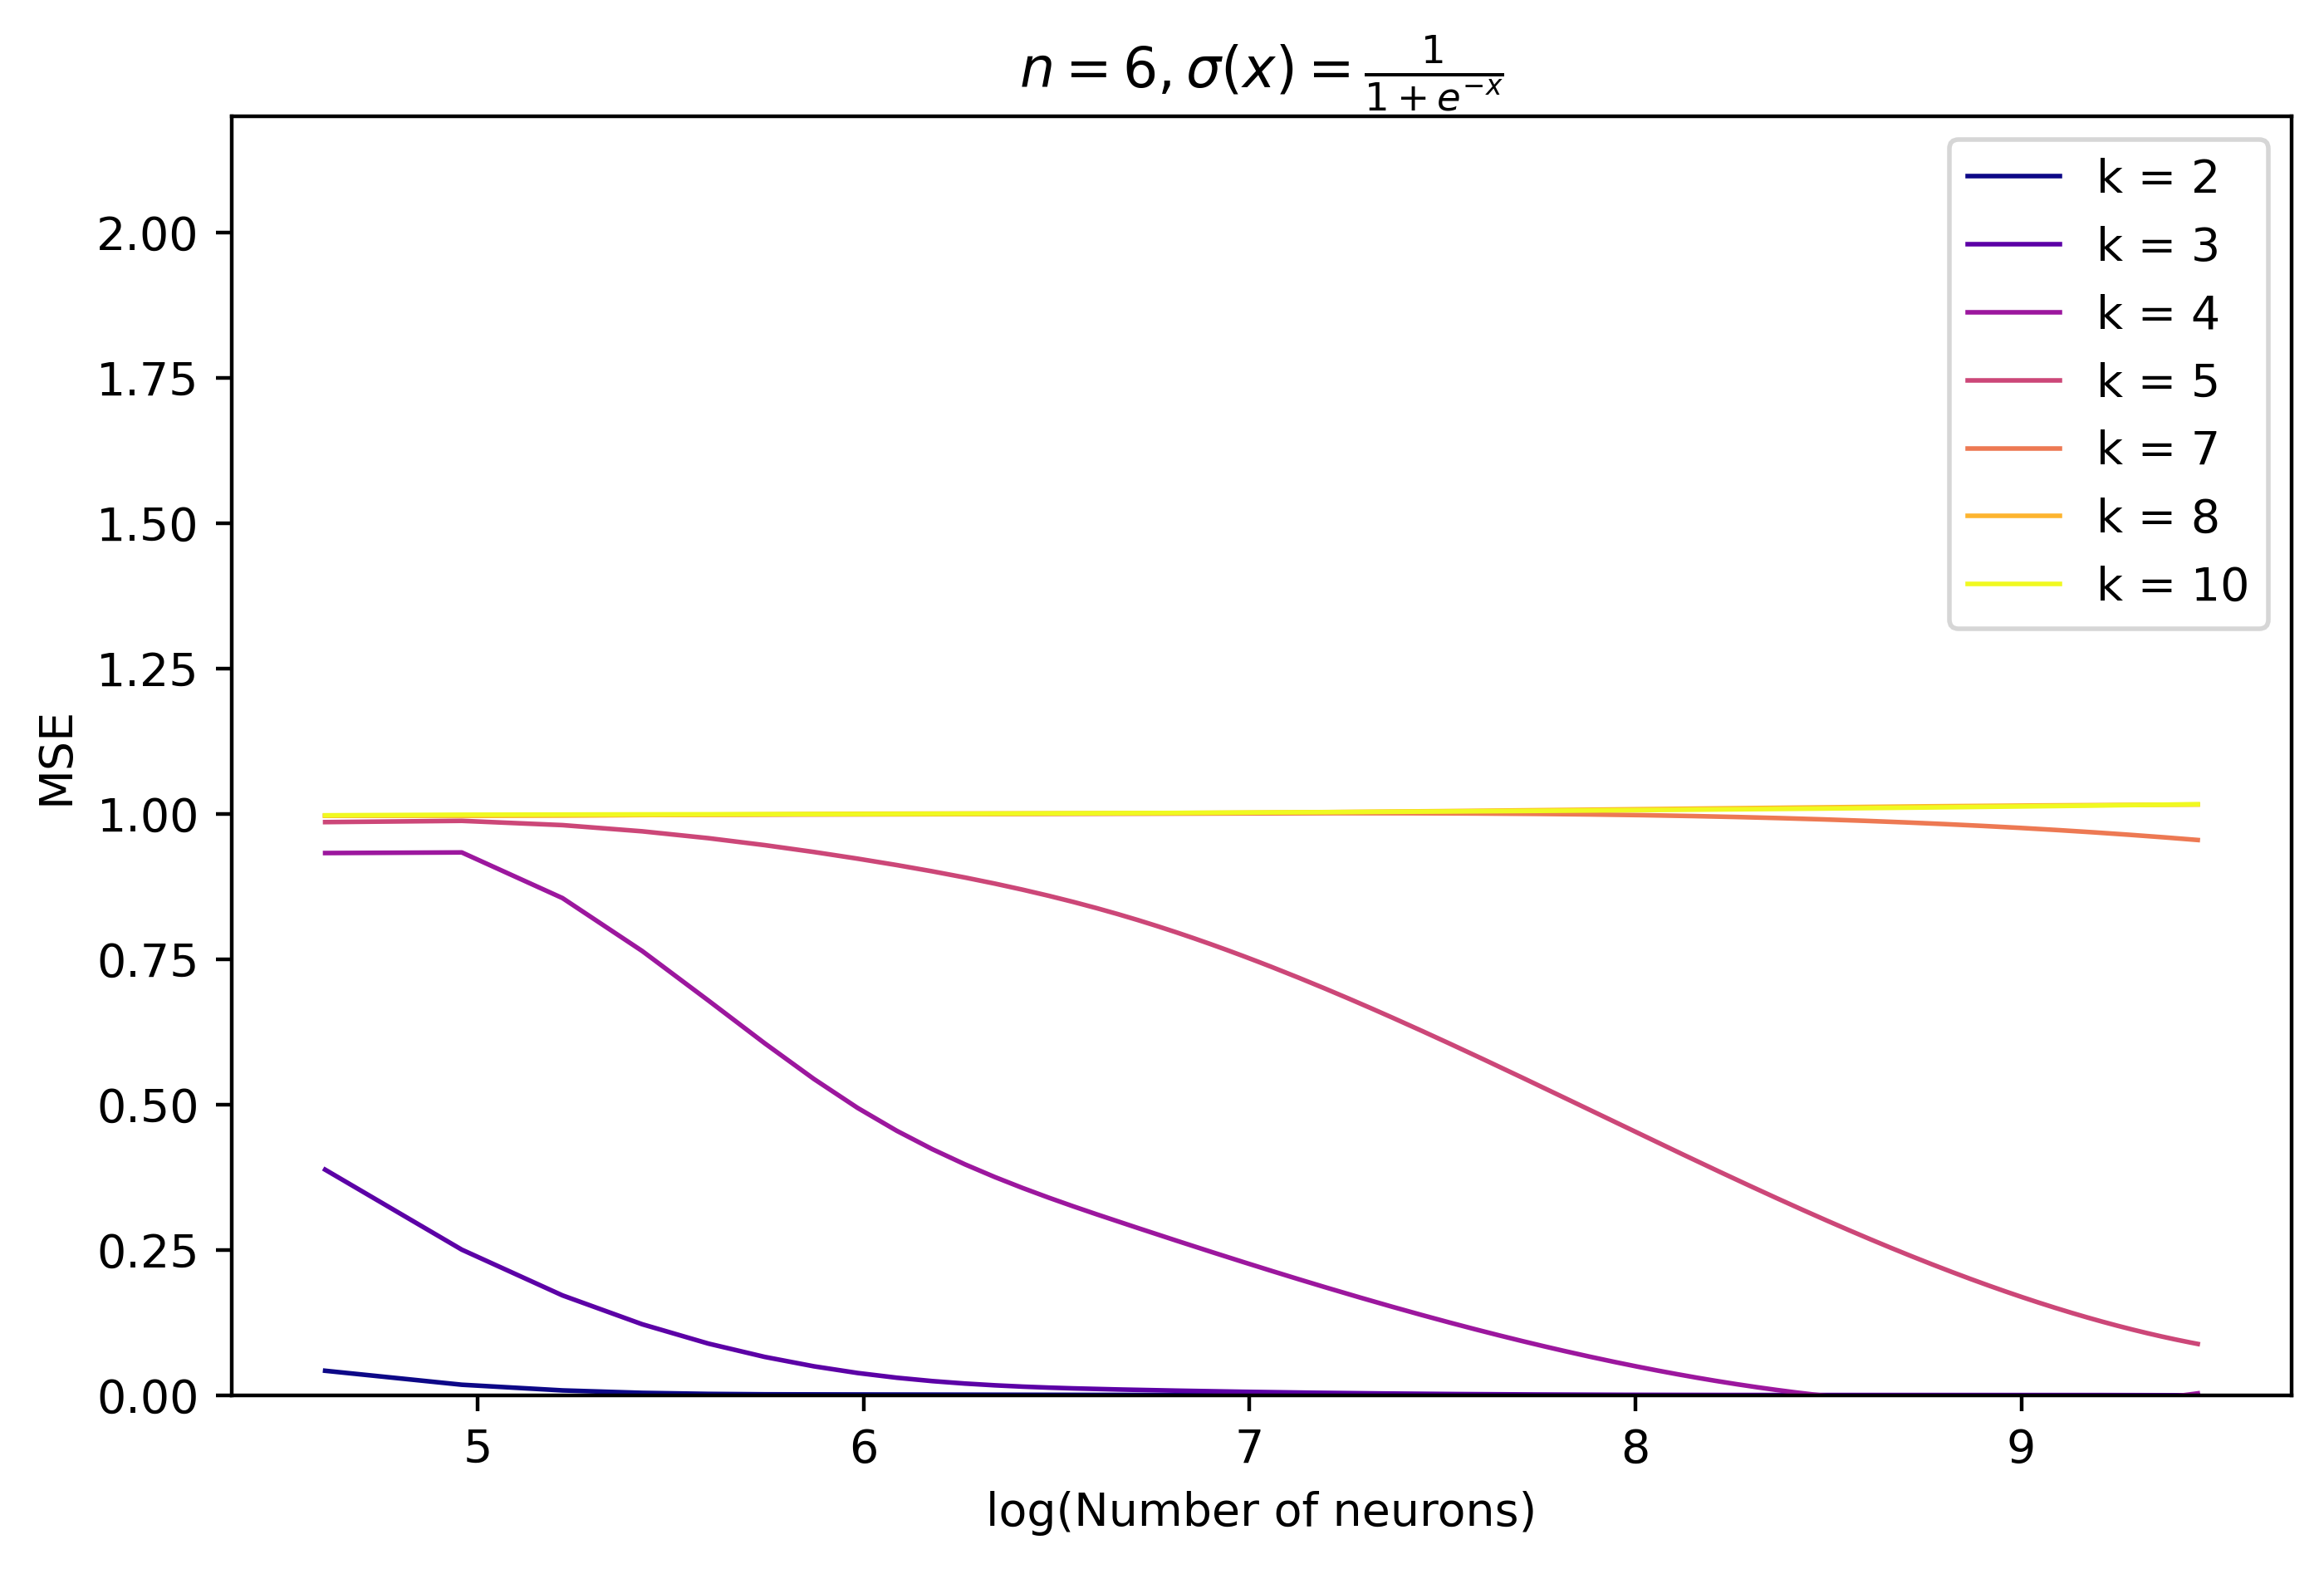 n = 6, σ(x) = 1/(1 + e^{-x})
k = 2
k = 3
k = 4
k = 5
k = 7
k = 8
k = 10
MSE
2.00
1.75
1.50
1.25
1.00
0.75
0.50
0.25
0.00
5 6 7 8 9
log(Number of neurons)